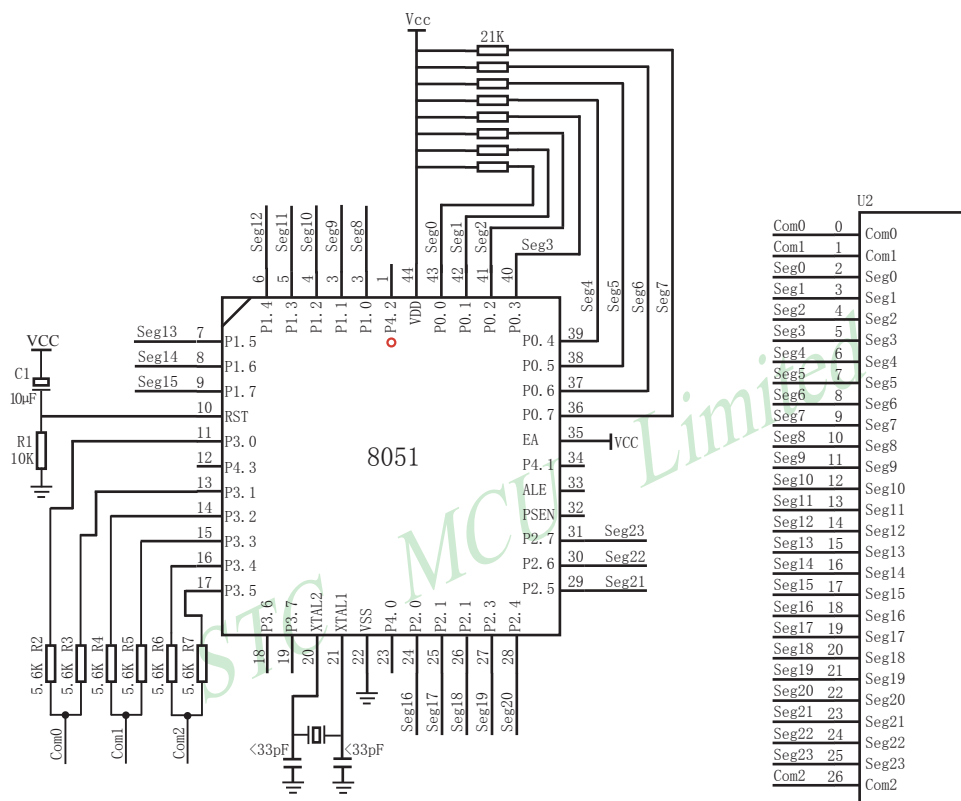 Vcc
21K
Seg12
Seg11
Seg10
Seg9
Seg8
Seg0
Seg1
Seg2
Seg3
Seg4
Seg5
Seg6
Seg7
6
5
4
3
3
1
44
43
42
41
40
P1.4
P1.3
P1.2
P1.1
P1.0
P4.2
VDD
P0.0
P0.1
P0.2
P0.3
Seg13 7 P1.5
Seg14 8 P1.6
Seg15 9 P1.7
10 RST
11 P3.0
12 P4.3
13 P3.1
14 P3.2
15 P3.3
16 P3.4
17 P3.5
VCC
C1
10μF
R1
10K
8051
P0.4 39
P0.5 38
P0.6 37
P0.7 36
EA 35 VCC
P4.1 34
ALE 33
PSEN 32
P2.7 31 Seg23
P2.6 30 Seg22
P2.5 29 Seg21
P3.6
P3.7
XTAL2
XTAL1
VSS
P4.0
P2.0
P2.1
P2.1
P2.3
P2.4
18
19
20
21
22
23
24
25
26
27
28
Seg16
Seg17
Seg18
Seg19
Seg20
5.6K R2
5.6K R3
5.6K R4
5.6K R5
5.6K R6
5.6K R7
Com0
Com1
Com2
<33pF
<33pF
STC MCU Limited
U2
Com0 0 Com0
Com1 1 Com1
Seg0 2 Seg0
Seg1 3 Seg1
Seg2 4 Seg2
Seg3 5 Seg3
Seg4 6 Seg4
Seg5 7 Seg5
Seg6 8 Seg6
Seg7 9 Seg7
Seg8 10 Seg8
Seg9 11 Seg9
Seg10 12 Seg10
Seg11 13 Seg11
Seg12 14 Seg12
Seg13 15 Seg13
Seg14 16 Seg14
Seg15 17 Seg15
Seg16 18 Seg16
Seg17 19 Seg17
Seg18 20 Seg18
Seg19 21 Seg19
Seg20 22 Seg20
Seg21 23 Seg21
Seg22 24 Seg22
Seg23 25 Seg23
Com2 26 Com2